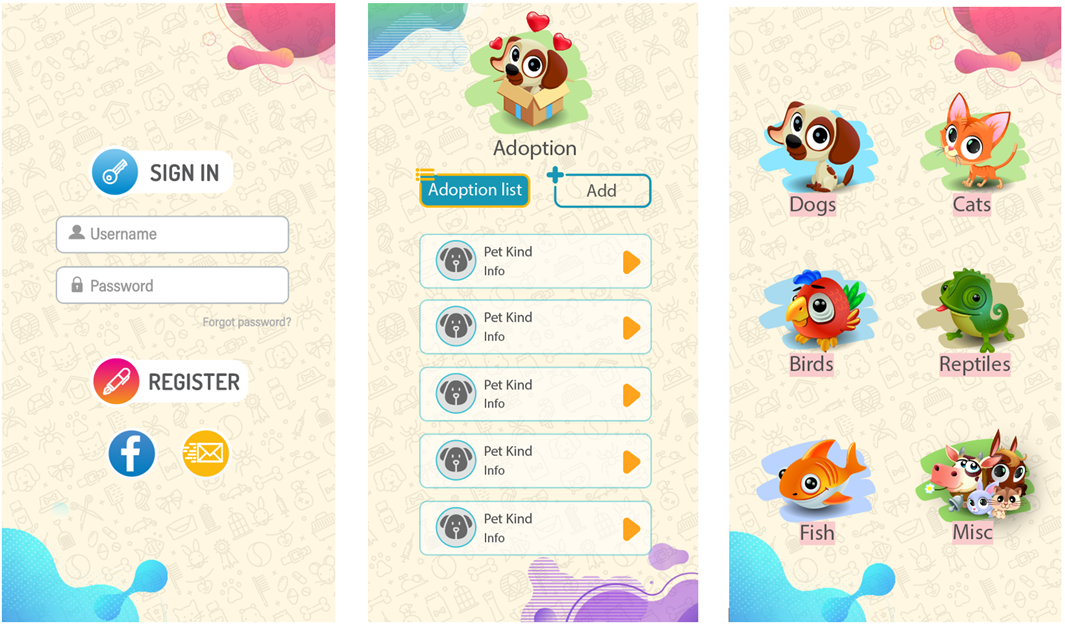 SIGN IN
Username
Password
Forgot password?
REGISTER
f
Adoption
Adoption list
Add
Pet Kind
Info
Pet Kind
Info
Pet Kind
Info
Pet Kind
Info
Pet Kind
Info
Dogs
Cats
Birds
Reptiles
Fish
Misc